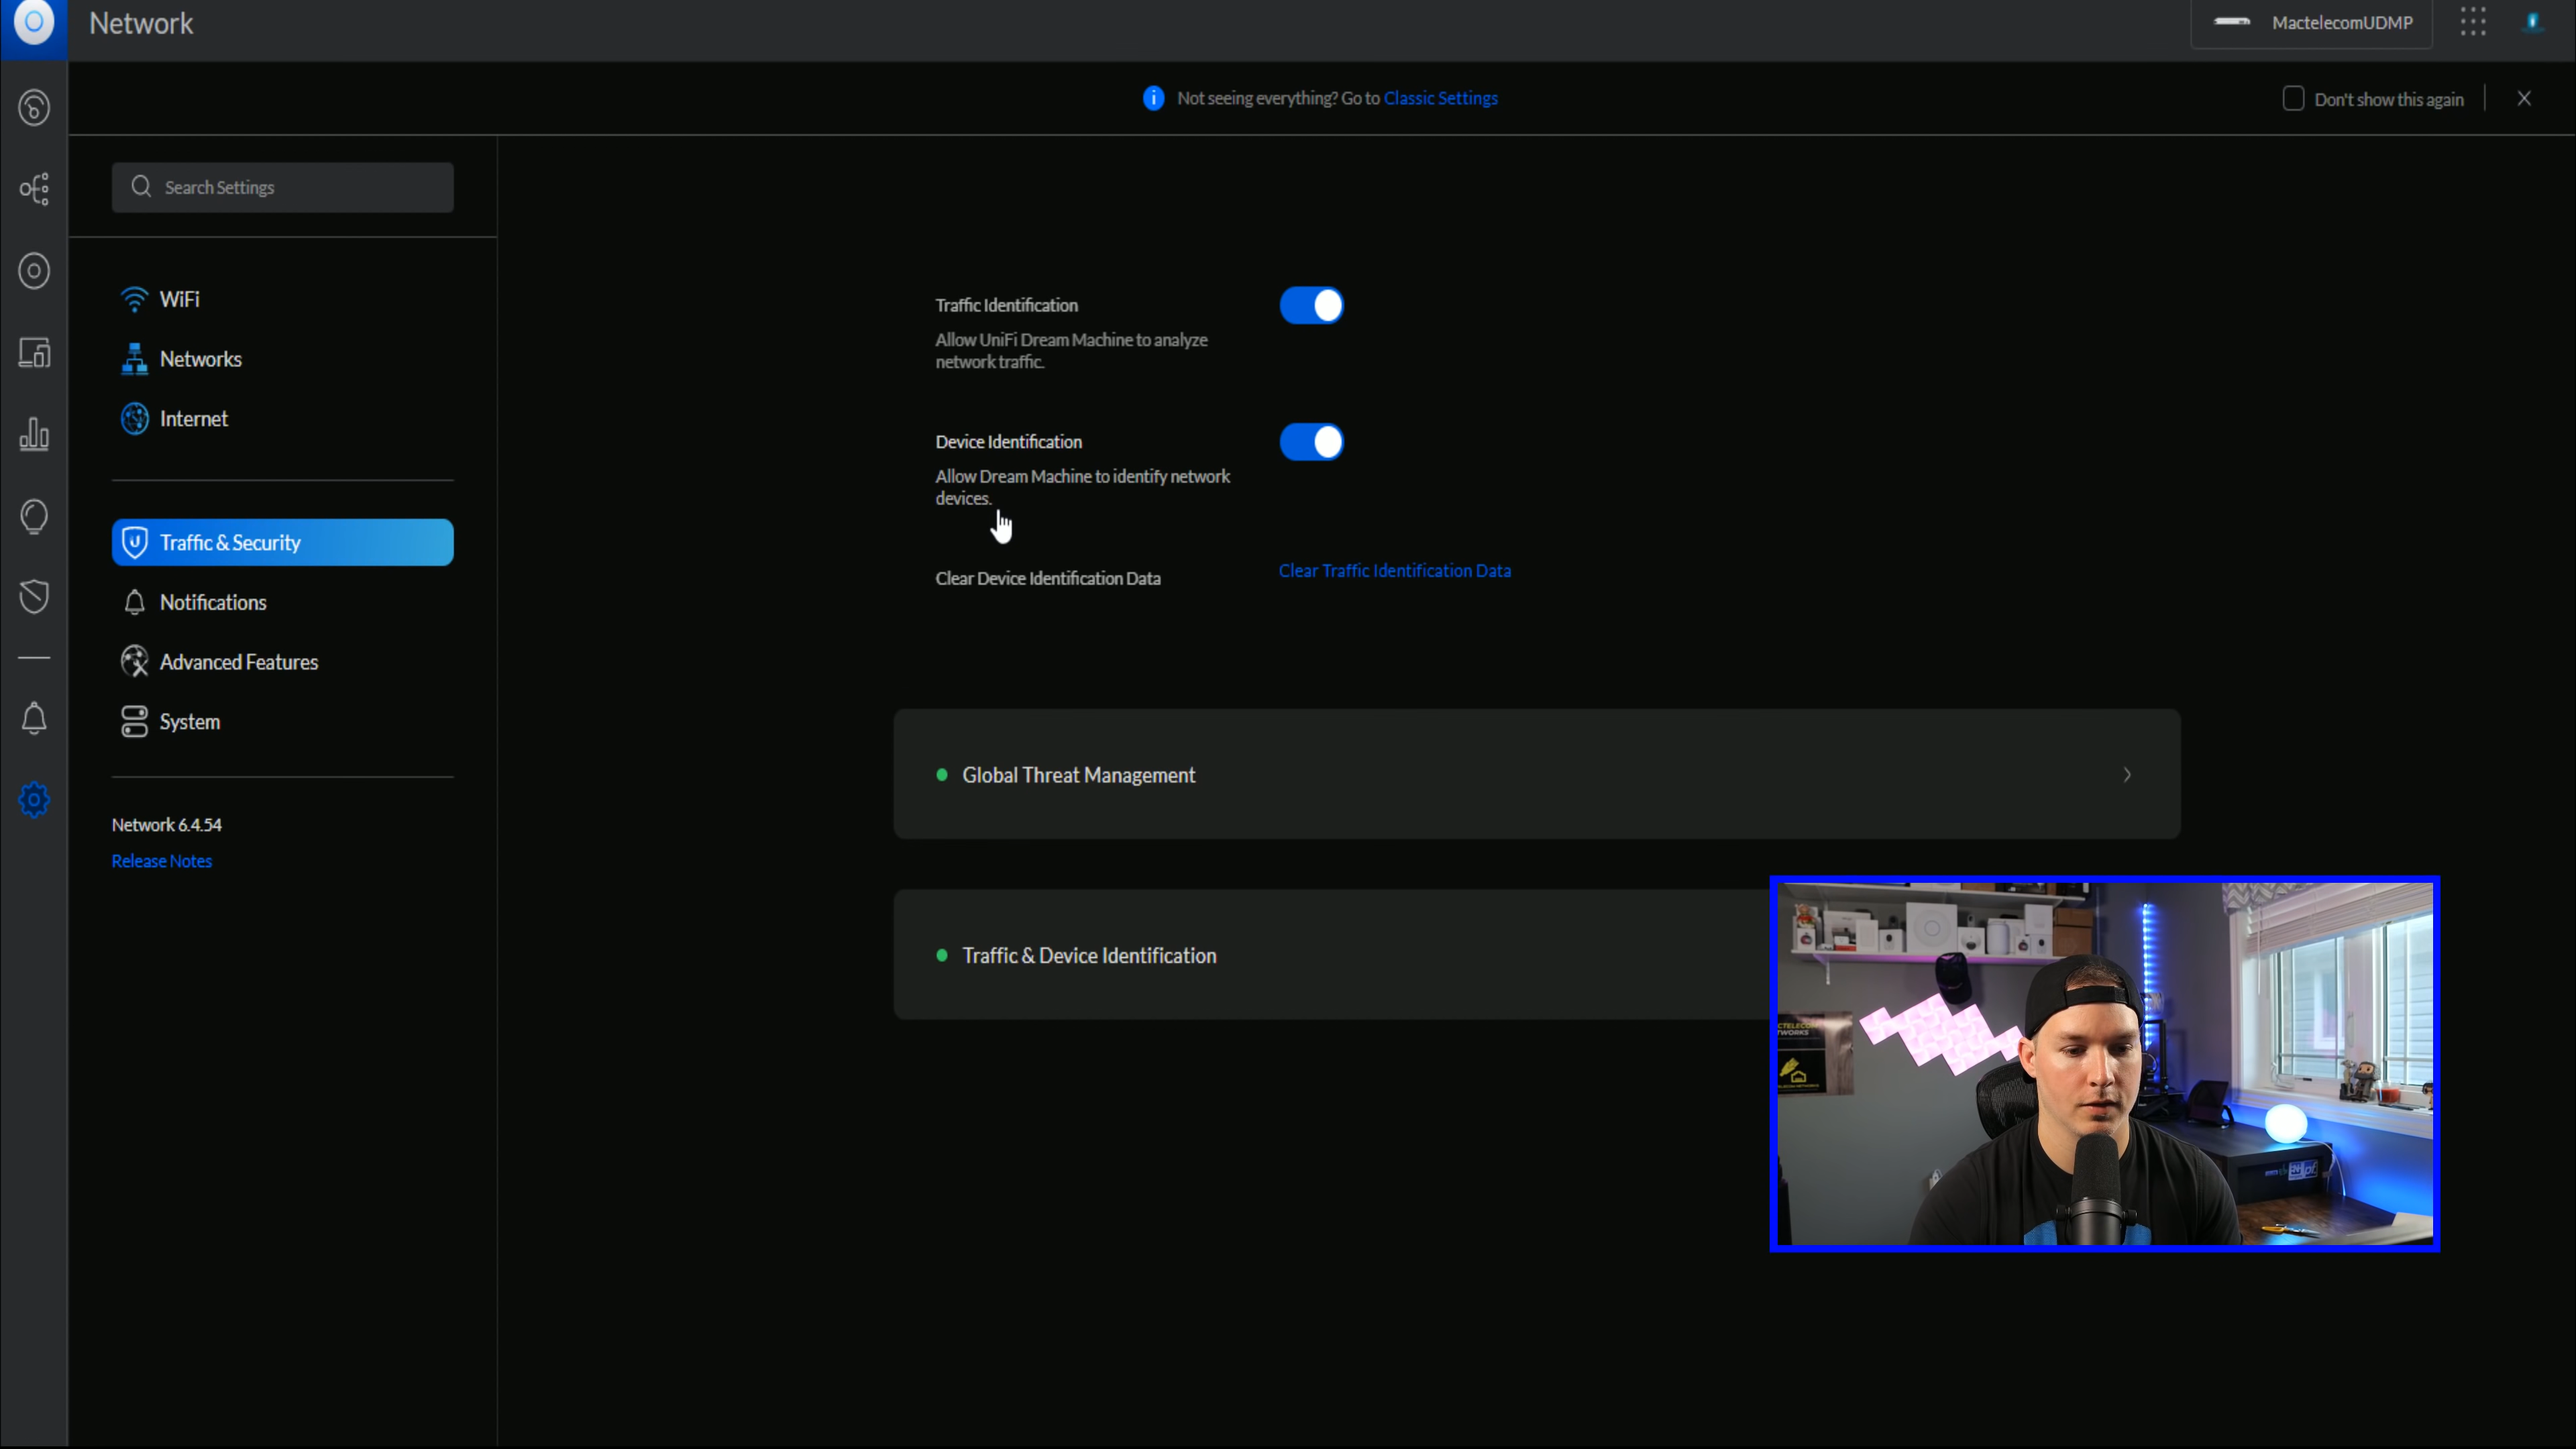 Network
MactelecomUDMP
Not seeing everything? Go to Classic Settings
Don't show this again
Search Settings
WiFi
Networks
Internet
Traffic & Security
Notifications
Advanced Features
System
Network 6.4.54
Release Notes
Traffic Identification
Allow UniFi Dream Machine to analyze
network traffic.
Device Identification
Allow Dream Machine to identify network
devices.
Clear Device Identification Data
Clear Traffic Identification Data
Global Threat Management
Traffic & Device Identification